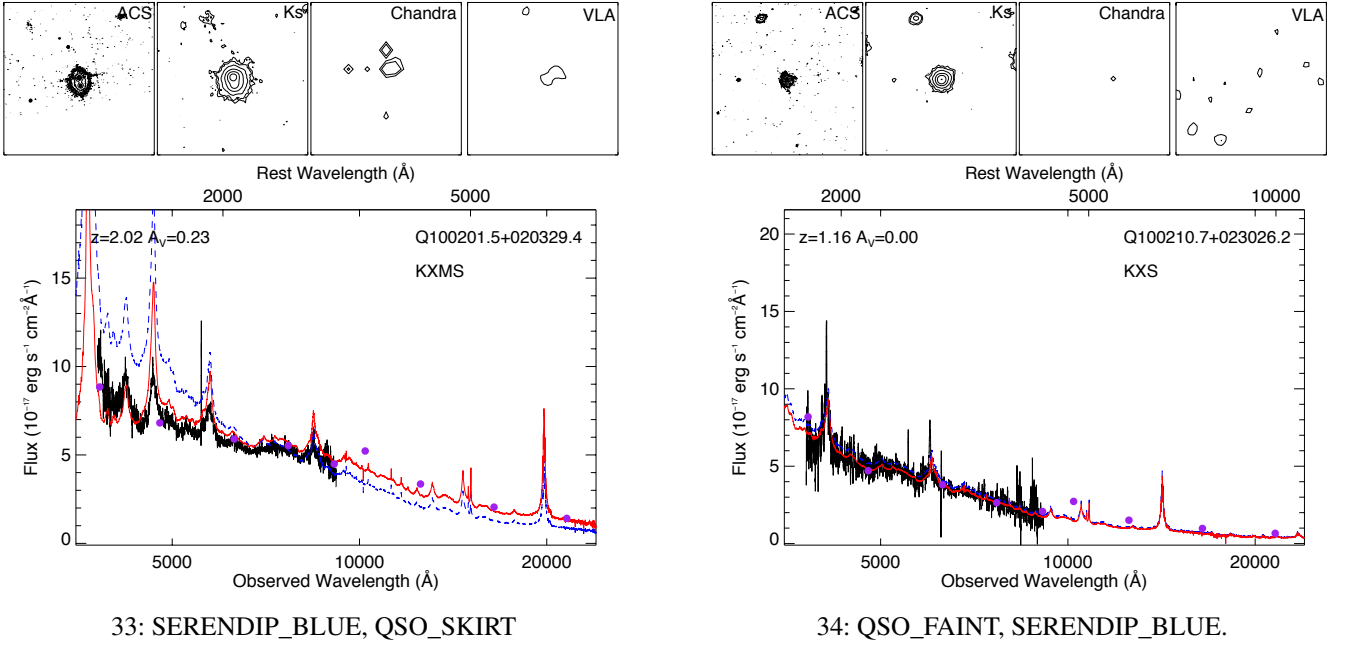 ACS Ks Chandra VLA
Rest Wavelength (Å)
2000 5000
z=2.02 A_V=0.23 Q100201.5+020329.4
KXMS
15
10
5
0
Flux (10⁻¹⁷ erg s⁻¹ cm⁻²Å⁻¹)
5000 10000 20000
Observed Wavelength (Å)
33: SERENDIP_BLUE, QSO_SKIRT
ACS Ks Chandra VLA
Rest Wavelength (Å)
2000 5000 10000
z=1.16 A_V=0.00 Q100210.7+023026.2
KXS
20
15
10
5
0
Flux (10⁻¹⁷ erg s⁻¹ cm⁻²Å⁻¹)
5000 10000 20000
Observed Wavelength (Å)
34: QSO_FAINT, SERENDIP_BLUE.